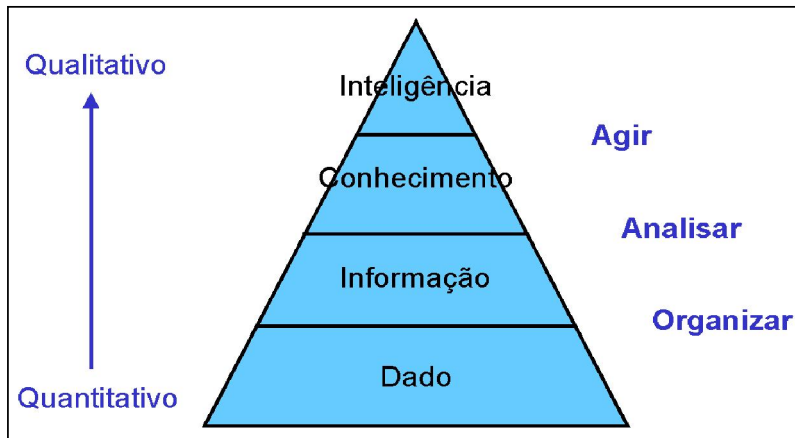 Qualitativo
Inteligência
Agir
Conhecimento
Analisar
Informação
Organizar
Dado
Quantitativo